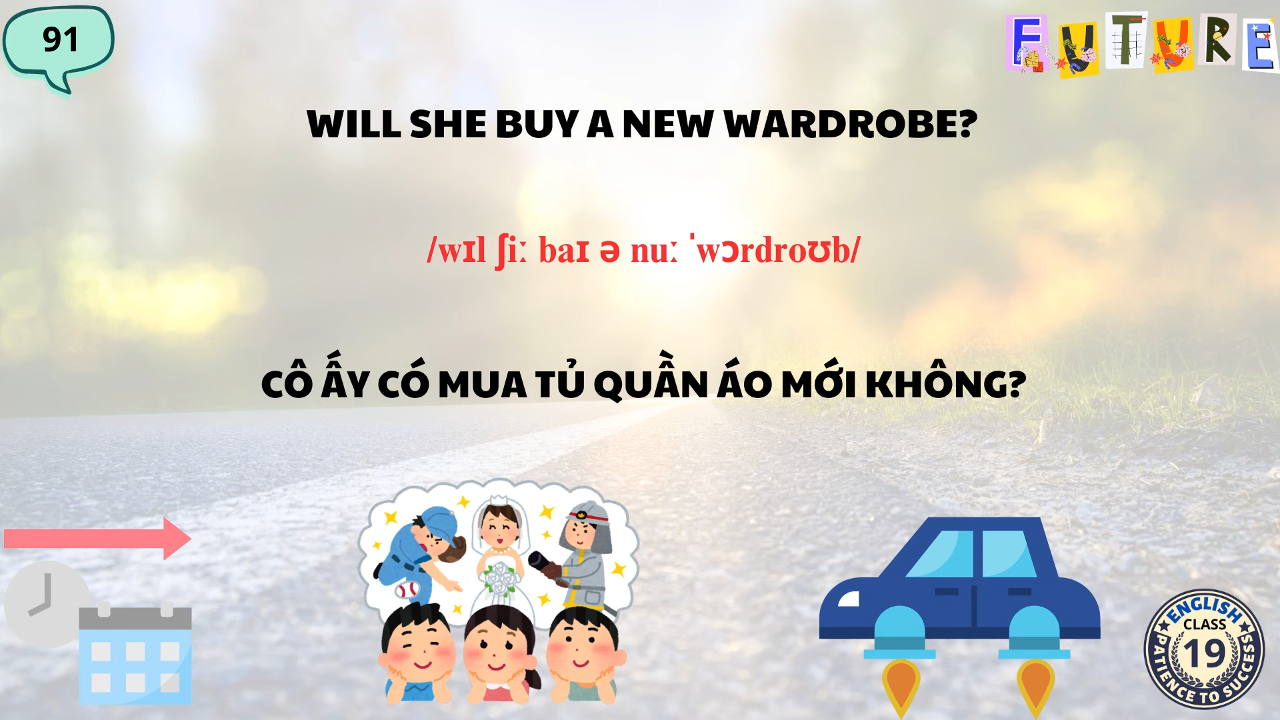 91
FUTURE
WILL SHE BUY A NEW WARDROBE?
/wɪl ʃiː baɪ ə nuː ˈwɔrdroʊb/
CÔ ẤY CÓ MUA TỦ QUẦN ÁO MỚI KHÔNG?
ENGLISH
CLASS
19
PATIENCE TO SUCCESS